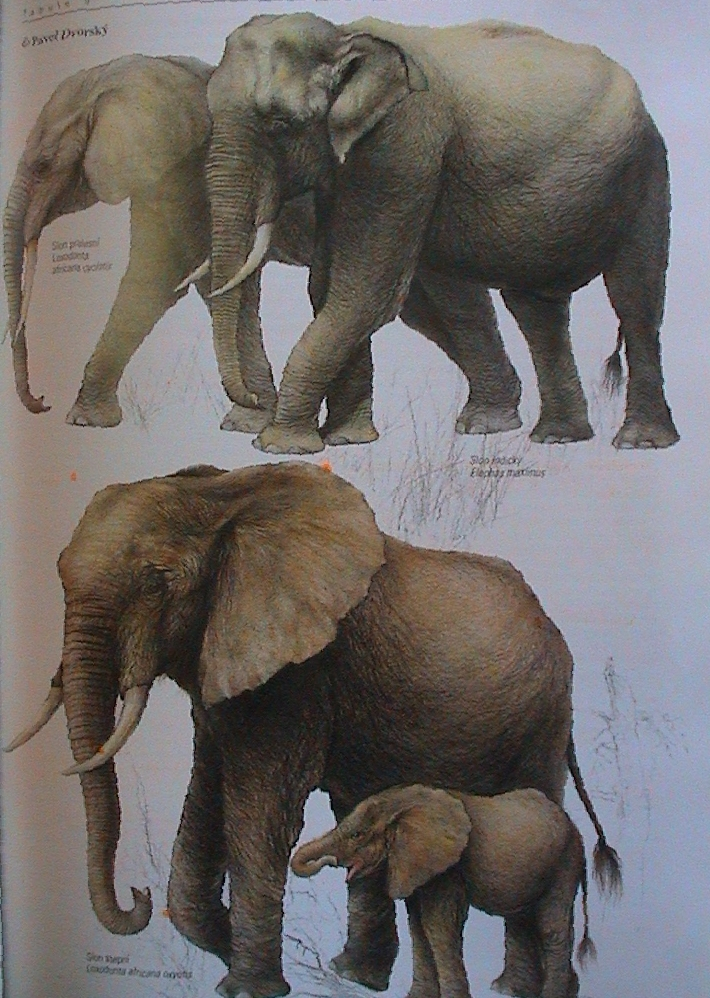 © Pavel Dvorský
Slon pralesní
Loxodonta
africana cyclotis
Slon indický
Elephas maximus
Slon stepní
Loxodonta africana oxyotis